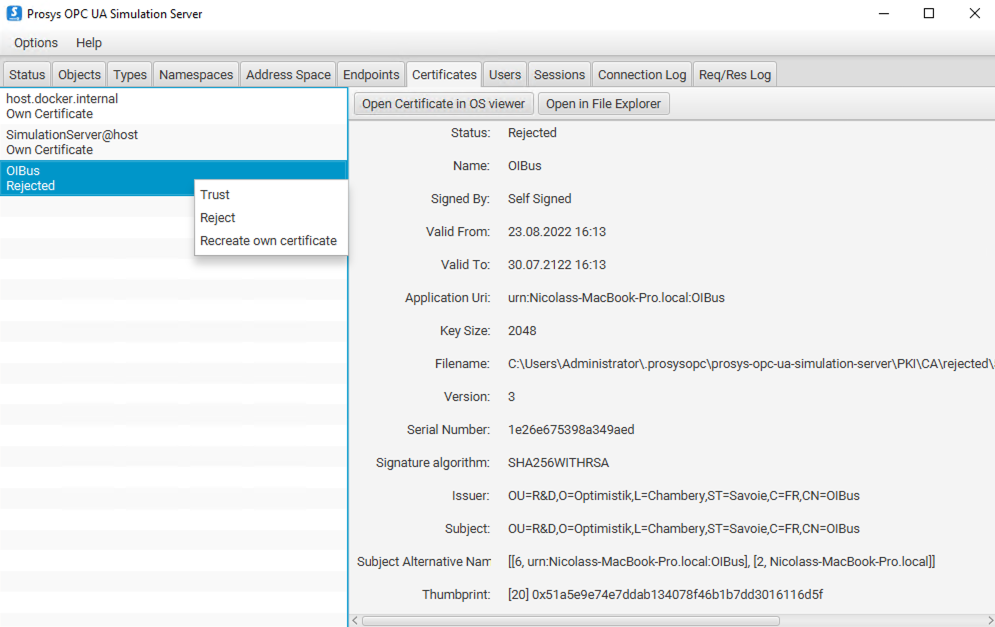 Prosys OPC UA Simulation Server
Options Help
Status Objects Types Namespaces Address Space Endpoints Certificates Users Sessions Connection Log Req/Res Log
host.docker.internal
Own Certificate
SimulationServer@host
Own Certificate
OIBus
Rejected
Trust
Reject
Recreate own certificate
Open Certificate in OS viewer Open in File Explorer
Status: Rejected
Name: OIBus
Signed By: Self Signed
Valid From: 23.08.2022 16:13
Valid To: 30.07.2122 16:13
Application Uri: urn:Nicolass-MacBook-Pro.local:OIBus
Key Size: 2048
Filename: C:\Users\Administrator\.prosysopc\prosys-opc-ua-simulation-server\PKI\CA\rejected\
Version: 3
Serial Number: 1e26e675398a349aed
Signature algorithm: SHA256WITHRSA
Issuer: OU=R&D,O=Optimistik,L=Chambery,ST=Savoie,C=FR,CN=OIBus
Subject: OU=R&D,O=Optimistik,L=Chambery,ST=Savoie,C=FR,CN=OIBus
Subject Alternative Nam [[6, urn:Nicolass-MacBook-Pro.local:OIBus], [2, Nicolass-MacBook-Pro.local]]
Thumbprint: [20] 0x51a5e9e74e7ddab134078f46b1b7dd3016116d5f